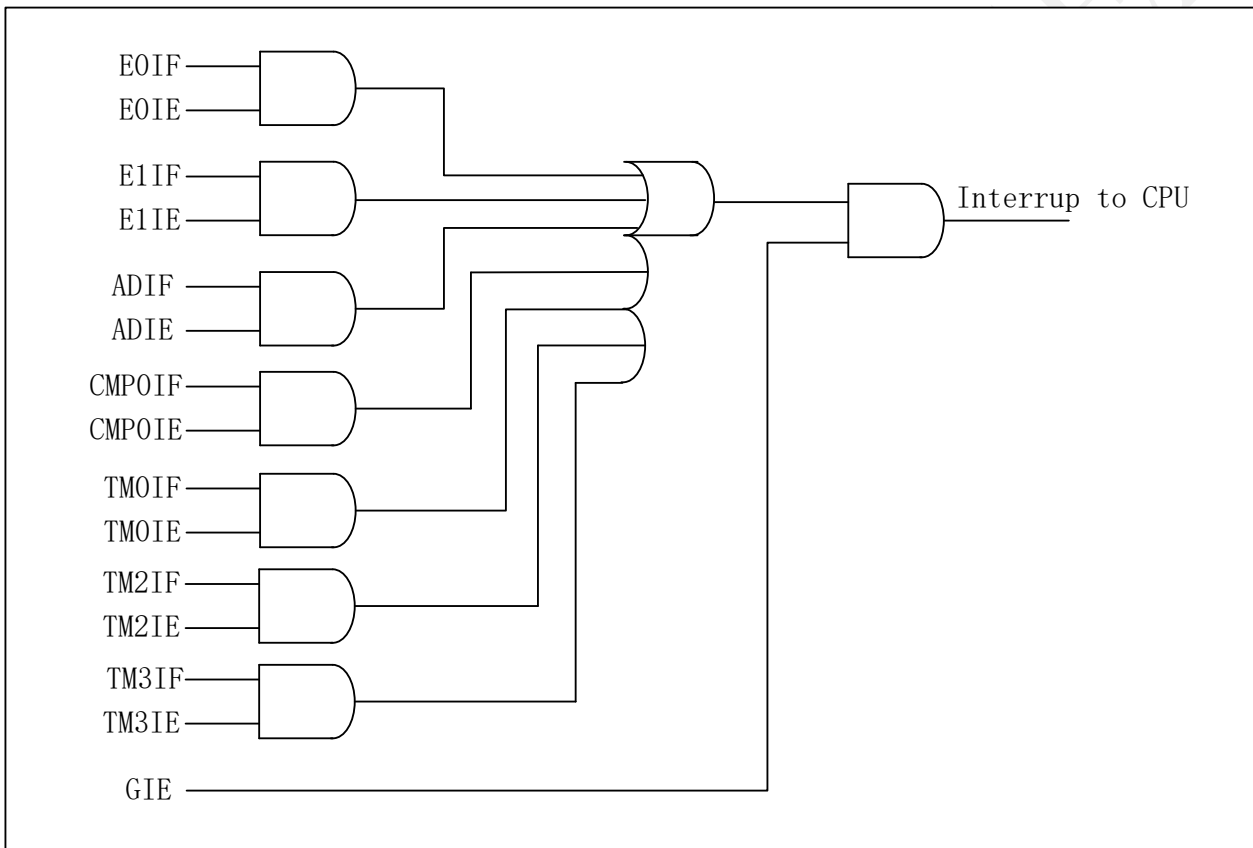 E0IF
E0IE
E1IF
E1IE
ADIF
ADIE
CMP0IF
CMP0IE
TM0IF
TM0IE
TM2IF
TM2IE
TM3IF
TM3IE
GIE
Interrup to CPU